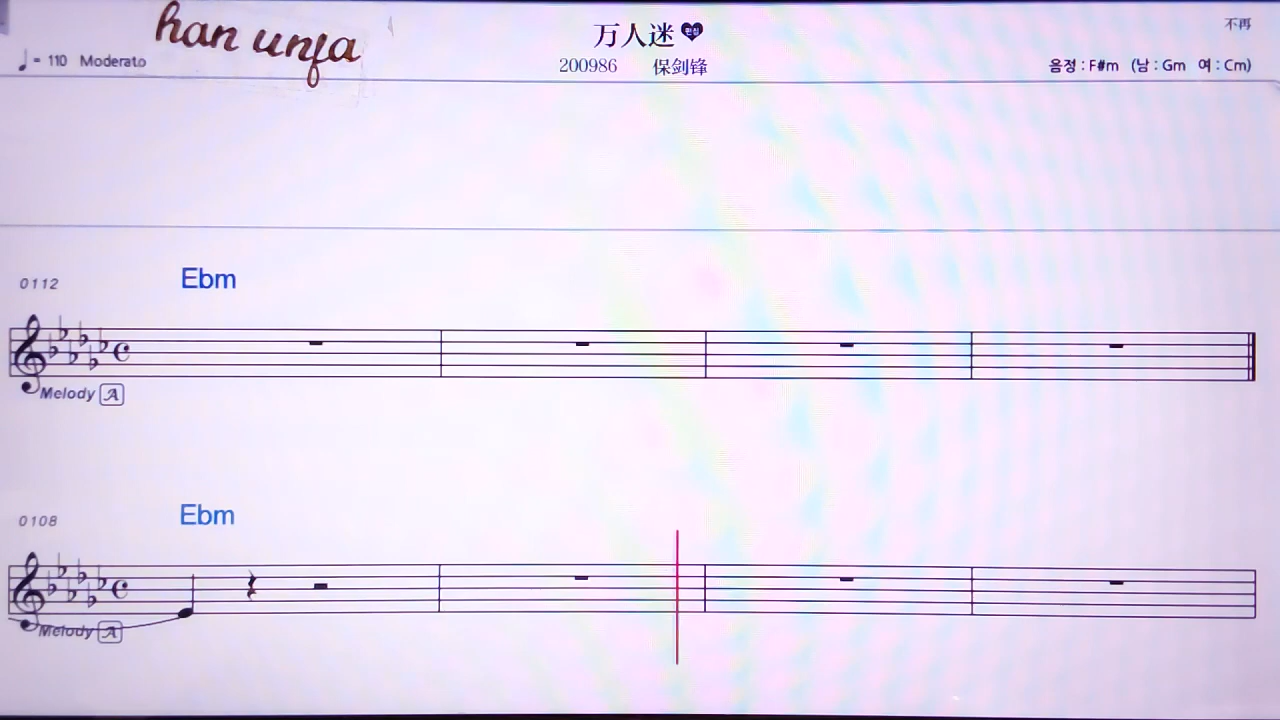 han unfa
万人迷
不再
♩= 110 Moderato
200986 保剑锋
음정 : F#m (남 : Gm 여 : Cm)
0112 Ebm
Melody A
0108 Ebm
Melody A